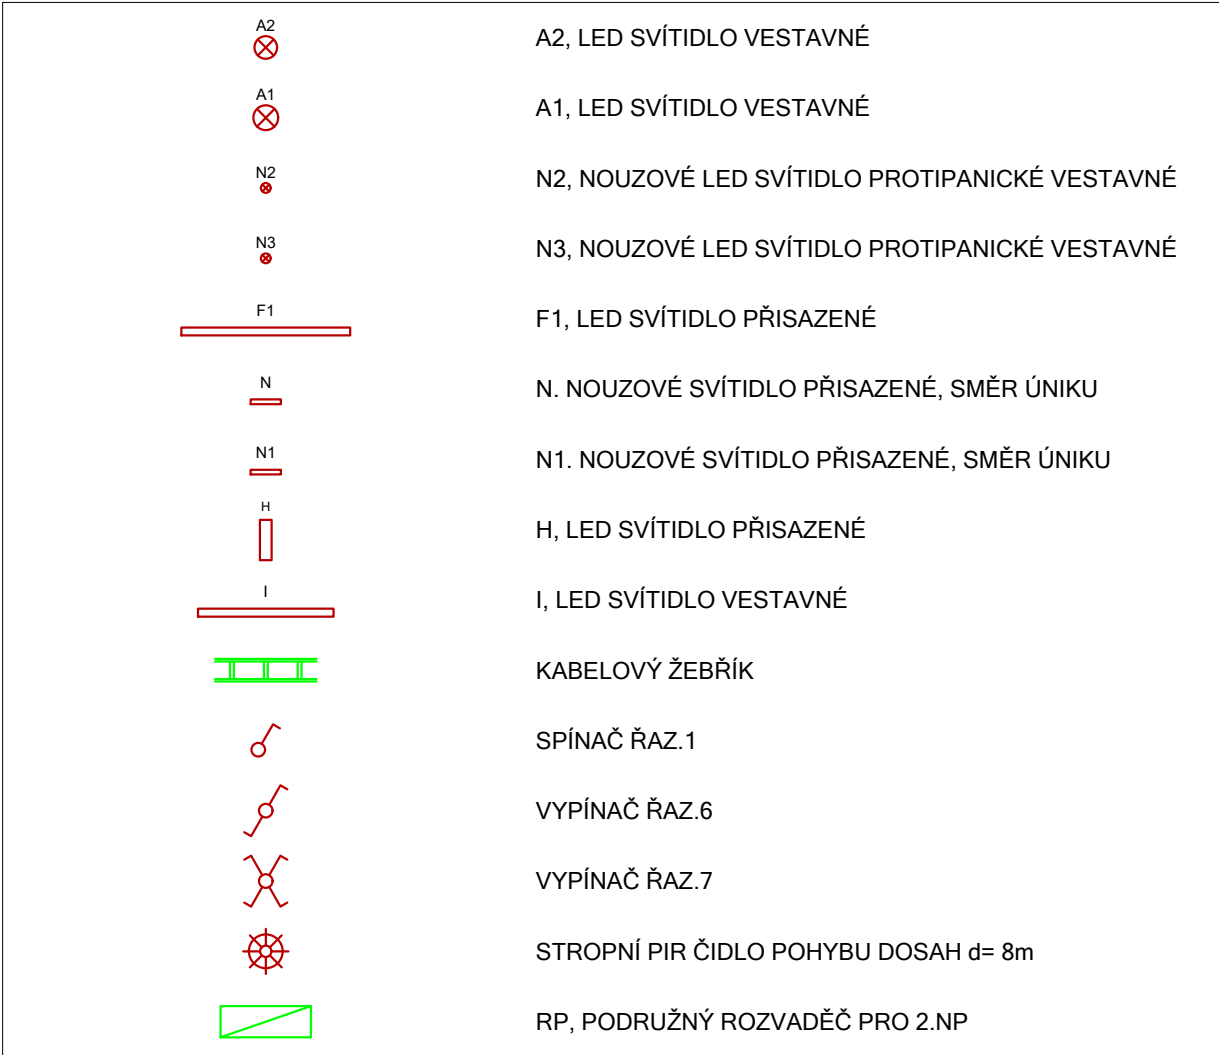 A2
A2, LED SVÍTIDLO VESTAVNÉ
A1
A1, LED SVÍTIDLO VESTAVNÉ
N2
N2, NOUZOVÉ LED SVÍTIDLO PROTIPANICKÉ VESTAVNÉ
N3
N3, NOUZOVÉ LED SVÍTIDLO PROTIPANICKÉ VESTAVNÉ
F1
F1, LED SVÍTIDLO PŘISAZENÉ
N
N. NOUZOVÉ SVÍTIDLO PŘISAZENÉ, SMĚR ÚNIKU
N1
N1. NOUZOVÉ SVÍTIDLO PŘISAZENÉ, SMĚR ÚNIKU
H
H, LED SVÍTIDLO PŘISAZENÉ
I
I, LED SVÍTIDLO VESTAVNÉ
KABELOVÝ ŽEBŘÍK
SPÍNAČ ŘAZ.1
VYPÍNAČ ŘAZ.6
VYPÍNAČ ŘAZ.7
STROPNÍ PIR ČIDLO POHYBU DOSAH d= 8m
RP, PODRUŽNÝ ROZVADĚČ PRO 2.NP